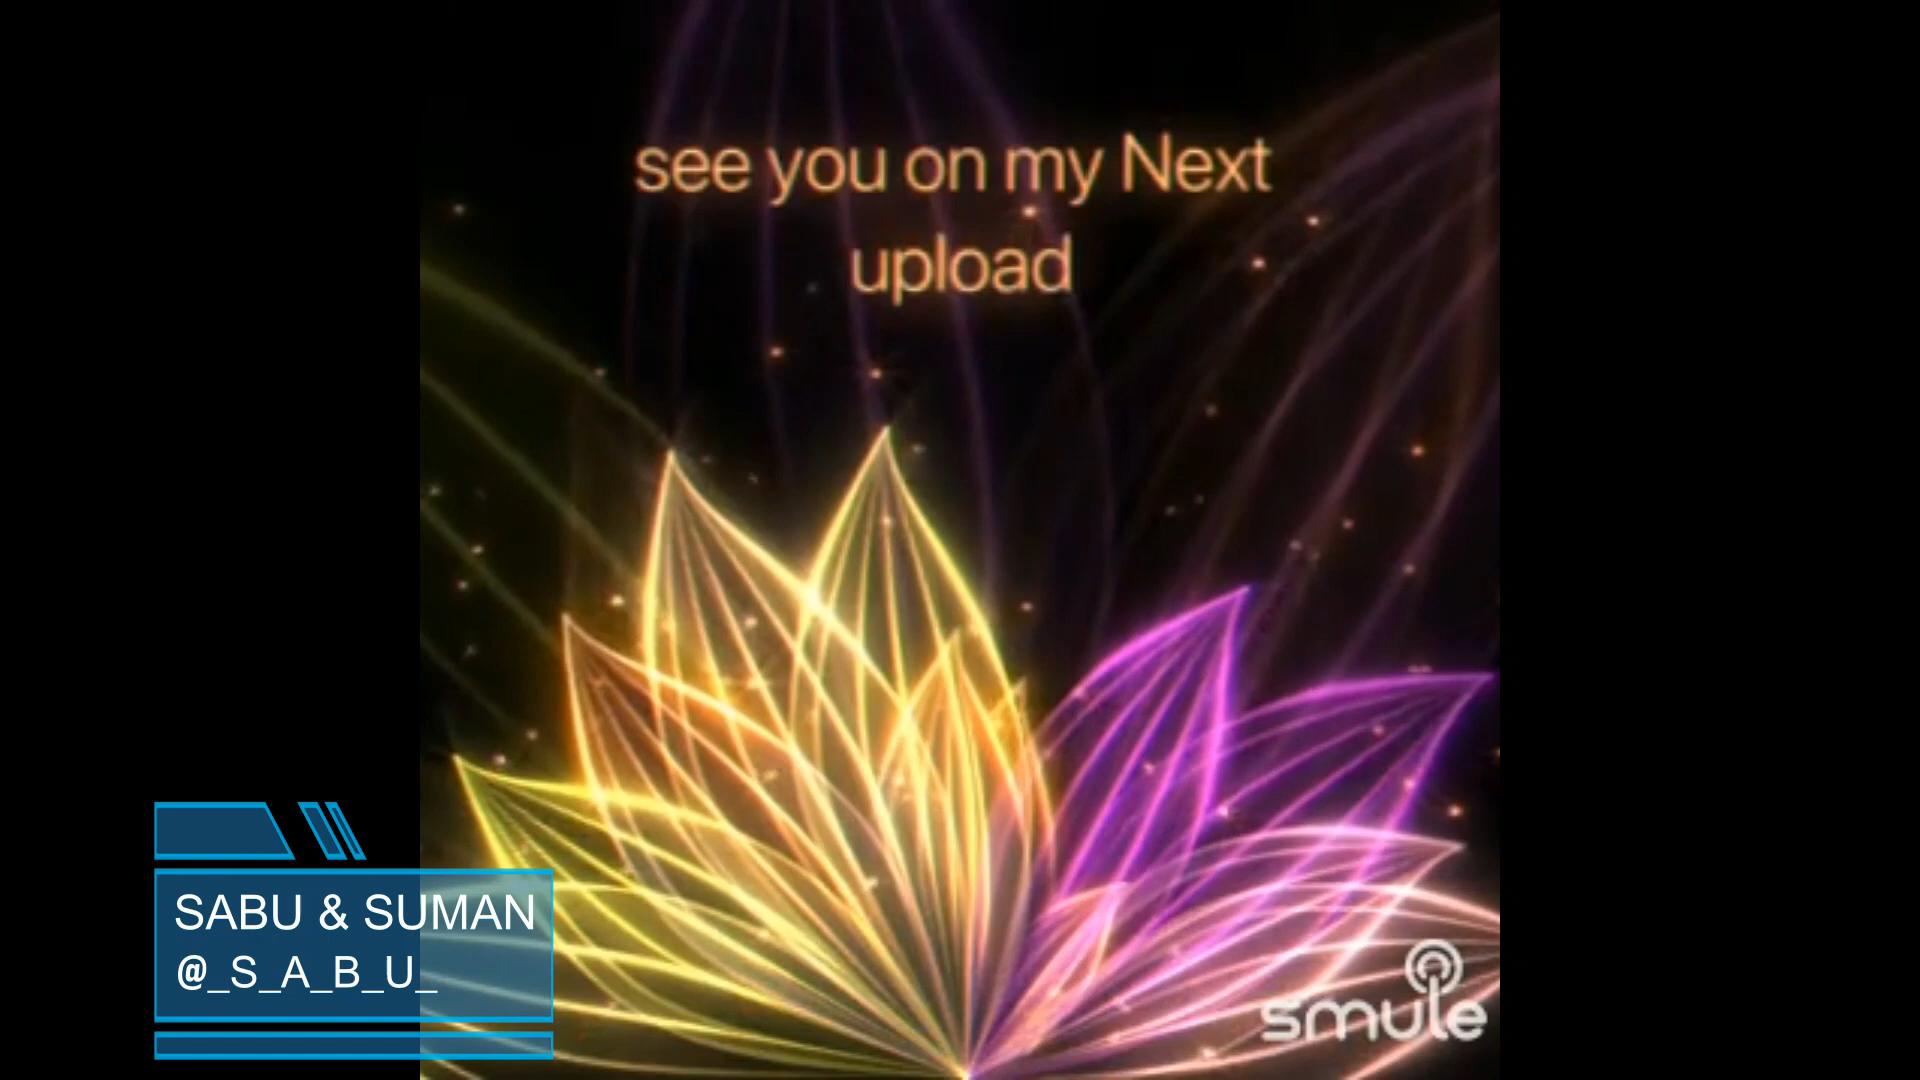 see you on my Next
upload
SABU & SUMAN
@_S_A_B_U_
smule